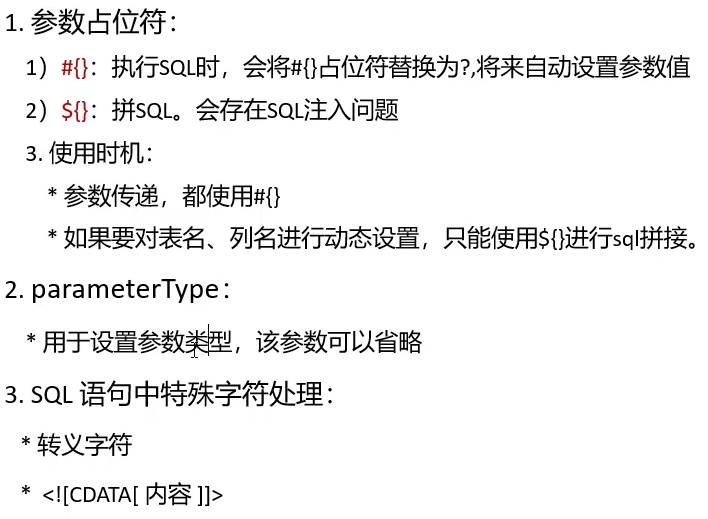 1. 参数占位符：
1）#{}：执行SQL时，会将#{}占位符替换为?,将来自动设置参数值
2）${}：拼SQL。会存在SQL注入问题
3. 使用时机：
* 参数传递，都使用#{}
* 如果要对表名、列名进行动态设置，只能使用${}进行sql拼接。
2. parameterType：
* 用于设置参数类型，该参数可以省略
3. SQL 语句中特殊字符处理：
* 转义字符
* <![CDATA[ 内容 ]]>